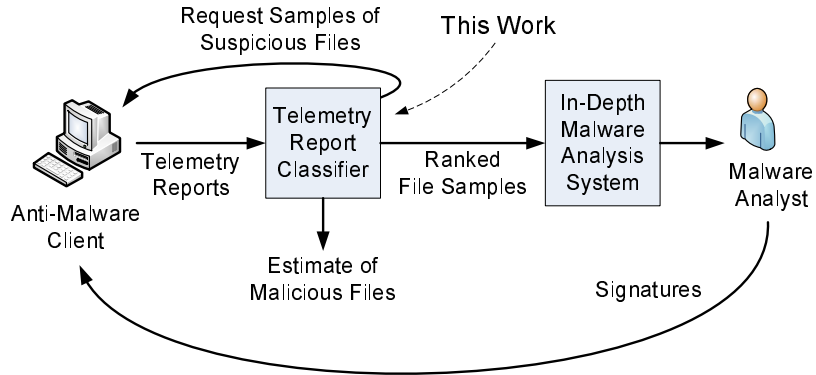 Request Samples of
Suspicious Files
This Work
Telemetry
Report
Classifier
In-Depth
Malware
Analysis
System
Telemetry
Reports
Ranked
File Samples
Malware
Analyst
Anti-Malware
Client
Estimate of
Malicious Files
Signatures